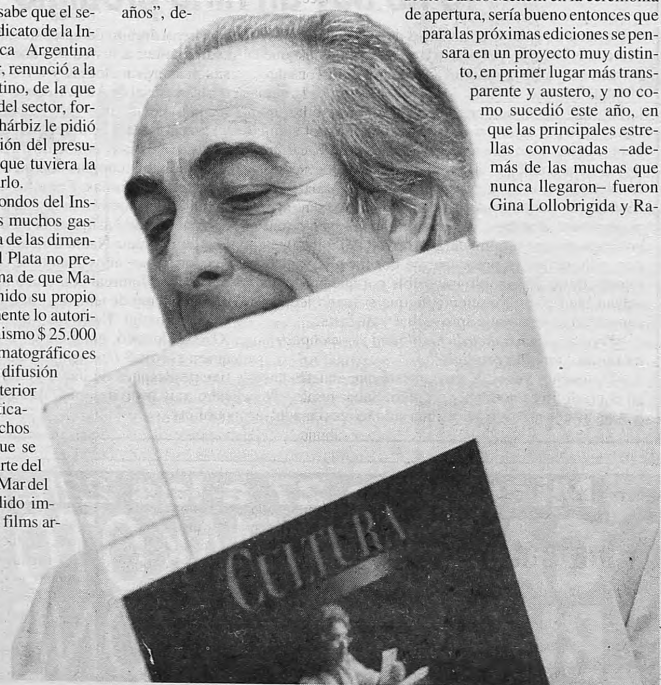 sabe que el se-
dicato de la In-
ca Argentina
r, renunció a la
tino, de la que
del sector, for-
hárbiz le pidió
ión del presu-
que tuviera la
rlo.
ondos del Ins-
s muchos gas-
a de las dimen-
l Plata no pre-
ma de que Ma-
nido su propio
mente lo autori-
ismo $ 25.000
matográfico es
difusión
terior
tica-
chos
ue se
rte del
Mar del
lido im-
films ar-
años”, de-
de apertura, sería bueno entonces que
para las próximas ediciones se pen-
sara en un proyecto muy distin-
to, en primer lugar más trans-
parente y austero, y no co-
mo sucedió este año, en
que las principales estre-
llas convocadas –ade-
más de las muchas que
nunca llegaron– fueron
Gina Lollobrigida y Ra-
CULTURA